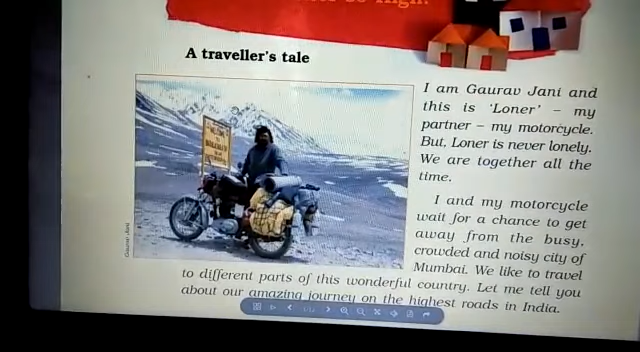 A traveller's tale
I am Gaurav Jani and
this is 'Loner' – my
partner – my motorcycle.
But, Loner is never lonely.
We are together all the
time.
I and my motorcycle
wait for a chance to get
away from the busy,
crowded and noisy city of
Mumbai. We like to travel
to different parts of this wonderful country. Let me tell you
about our amazing journey on the highest roads in India.
Gaurav Jani
WELCOME